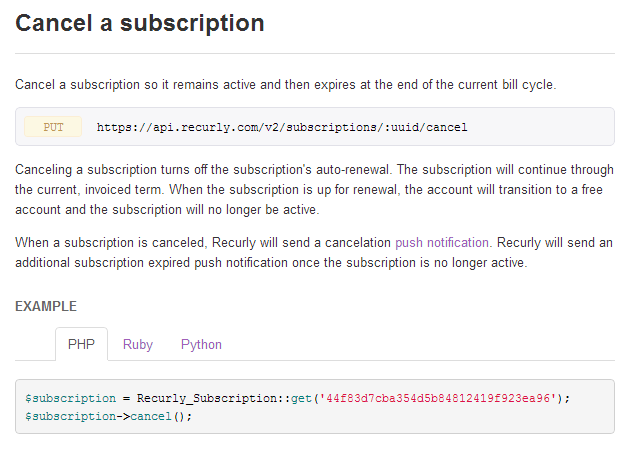 Cancel a subscription
Cancel a subscription so it remains active and then expires at the end of the current bill cycle.
PUT https://api.recurly.com/v2/subscriptions/:uuid/cancel
Canceling a subscription turns off the subscription's auto-renewal. The subscription will continue through
the current, invoiced term. When the subscription is up for renewal, the account will transition to a free
account and the subscription will no longer be active.
When a subscription is canceled, Recurly will send a cancelation push notification. Recurly will send an
additional subscription expired push notification once the subscription is no longer active.
EXAMPLE
PHP Ruby Python
$subscription = Recurly_Subscription::get('44f83d7cba354d5b84812419f923ea96');
$subscription->cancel();